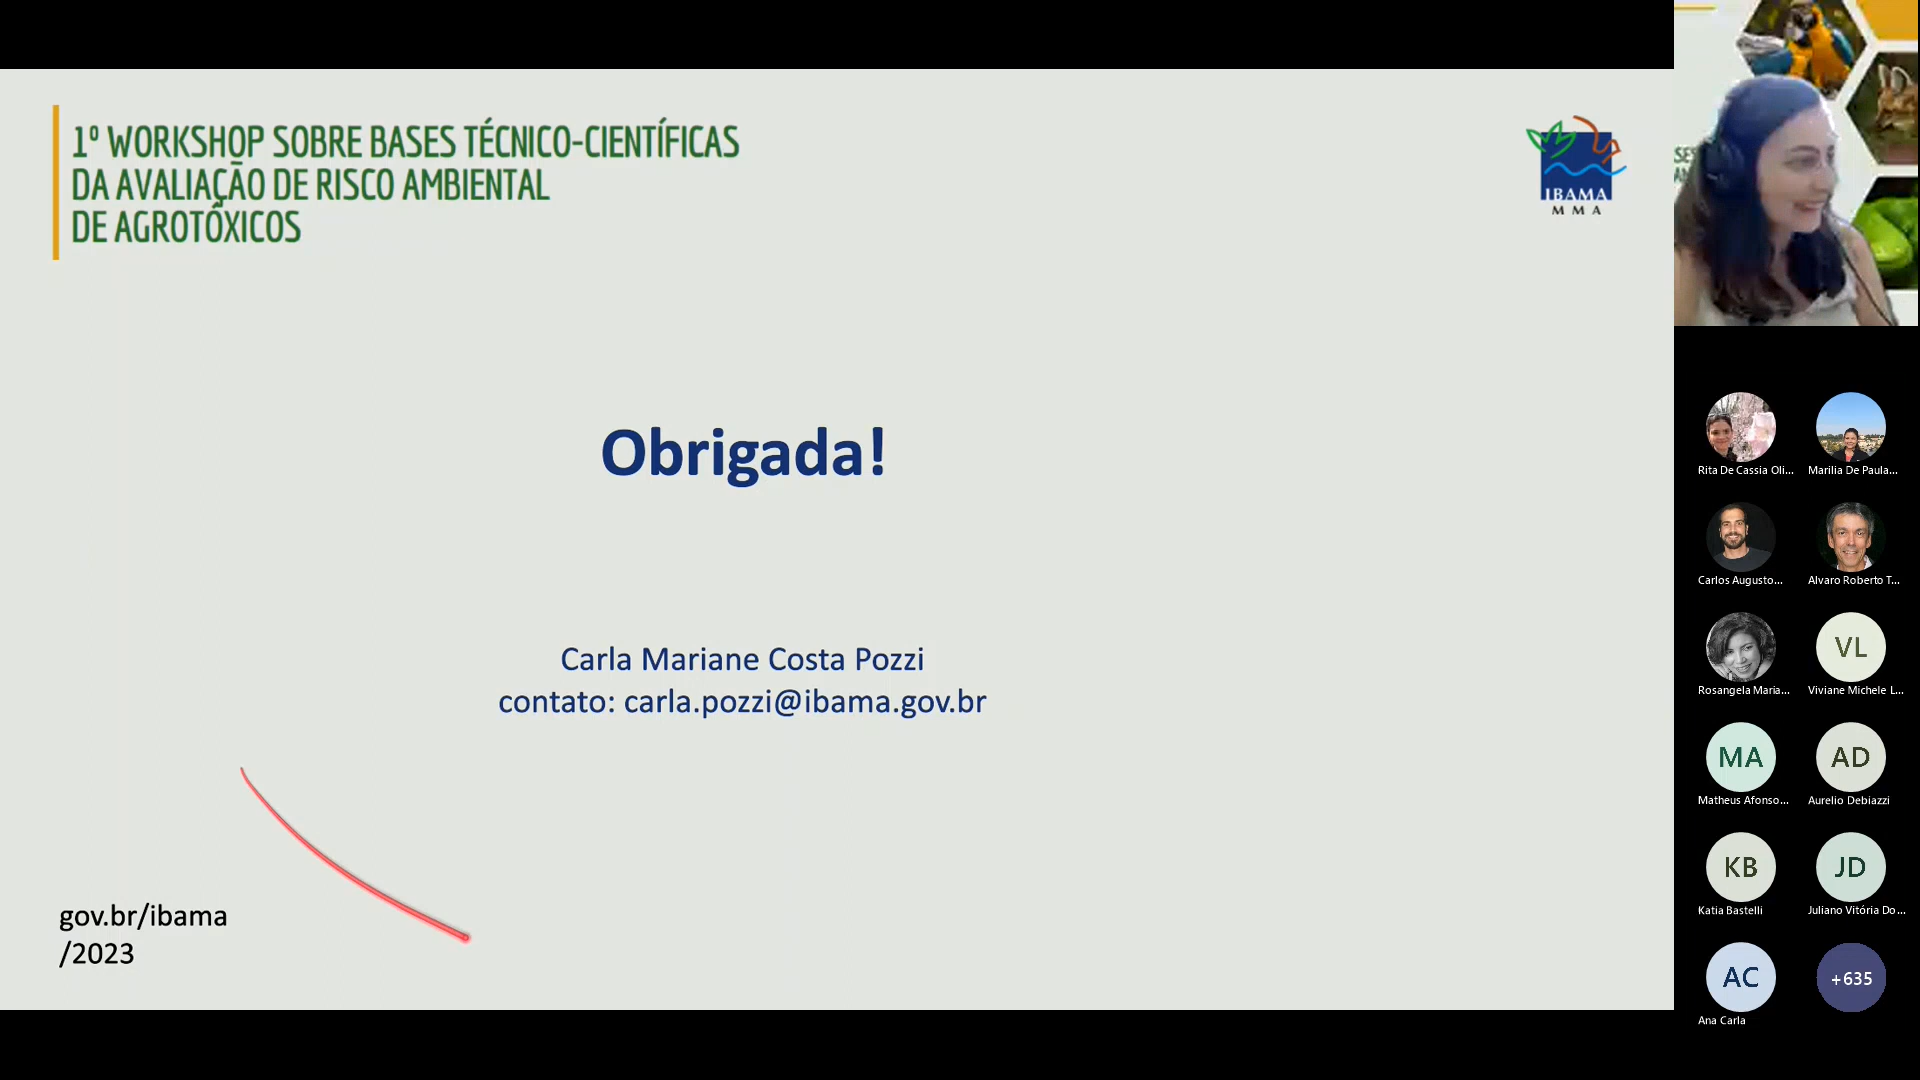 1º WORKSHOP SOBRE BASES TÉCNICO-CIENTÍFICAS
DA AVALIAÇÃO DE RISCO AMBIENTAL
DE AGROTÓXICOS
IBAMA
MMA
Obrigada!
Carla Mariane Costa Pozzi
contato: carla.pozzi@ibama.gov.br
gov.br/ibama
/2023
Rita De Cassia Oli...
Marilia De Paula...
Carlos Augusto...
Alvaro Roberto T...
Rosangela Maria...
VL
Viviane Michele L...
MA
Matheus Afonso...
AD
Aurelio Debiazzi
KB
Katia Bastelli
JD
Juliano Vitória Do...
AC
Ana Carla
+635